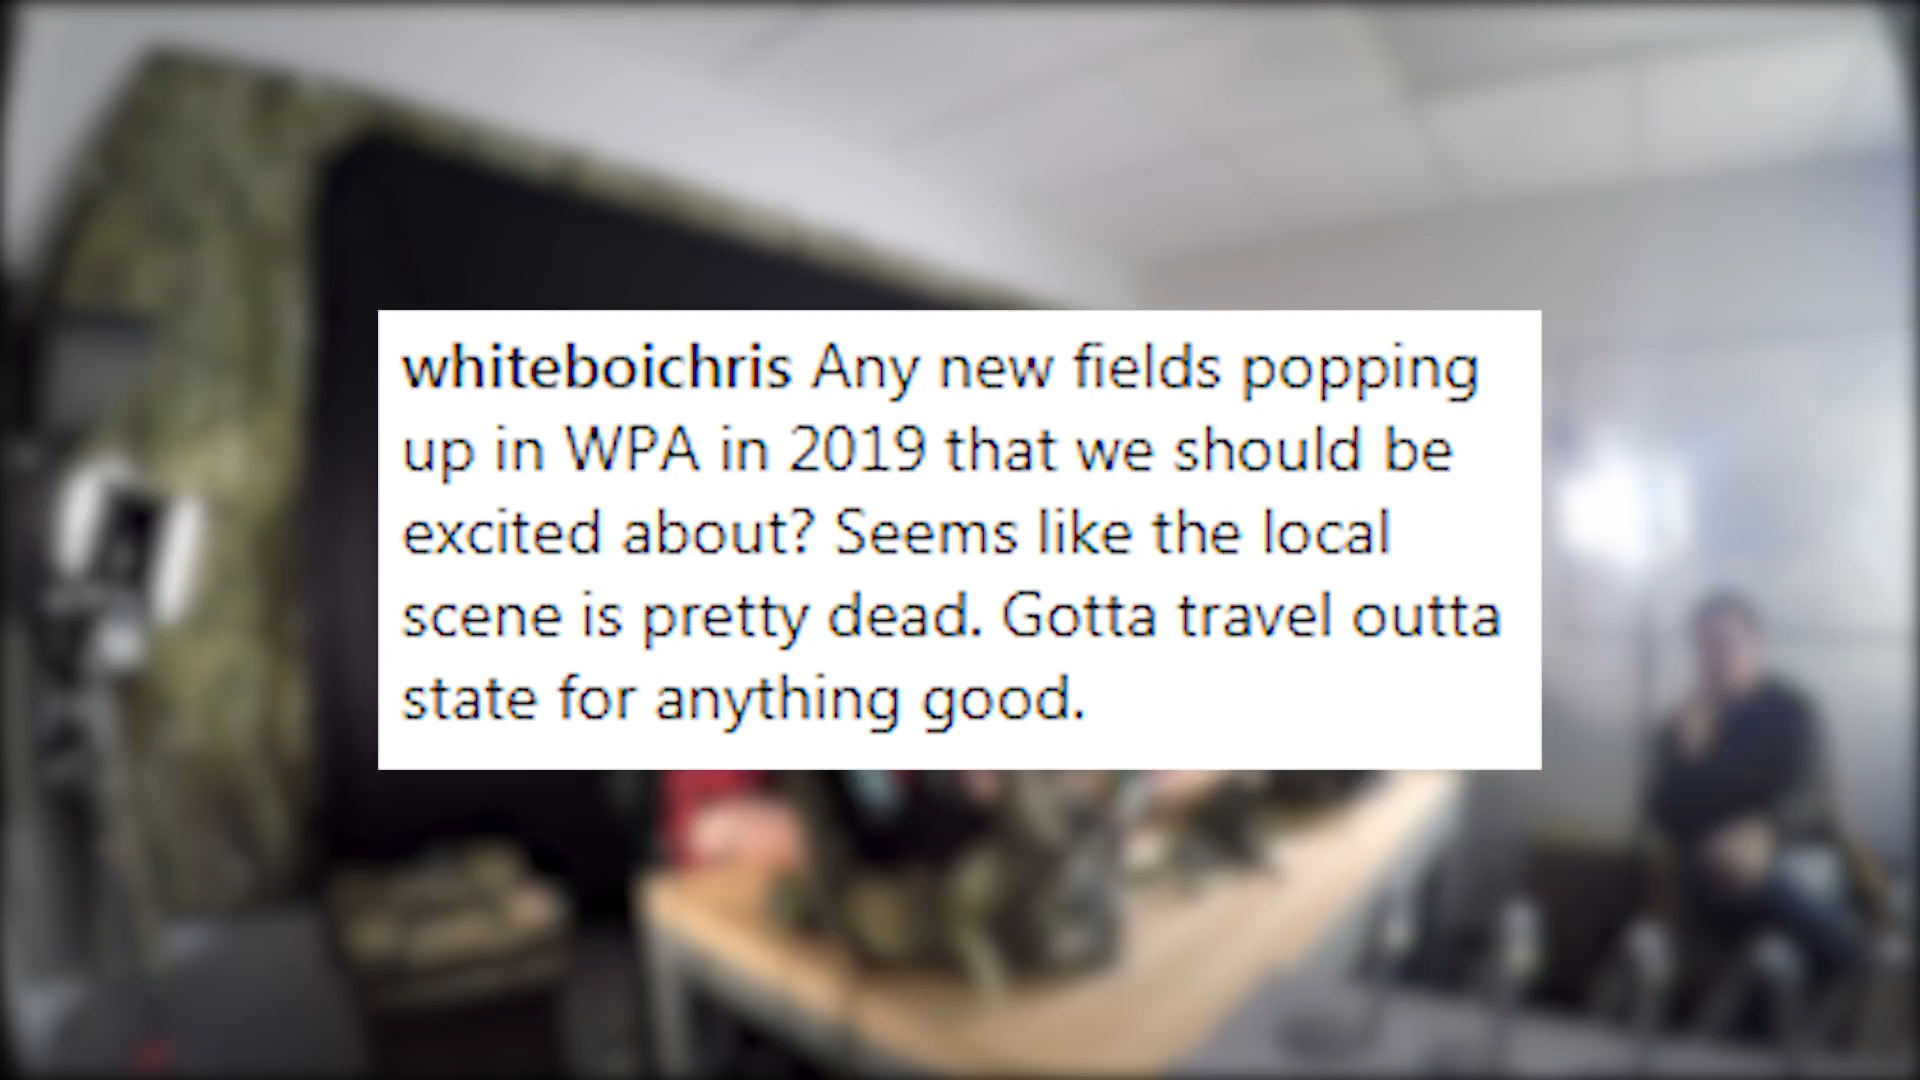 whiteboichris Any new fields popping
up in WPA in 2019 that we should be
excited about? Seems like the local
scene is pretty dead. Gotta travel outta
state for anything good.